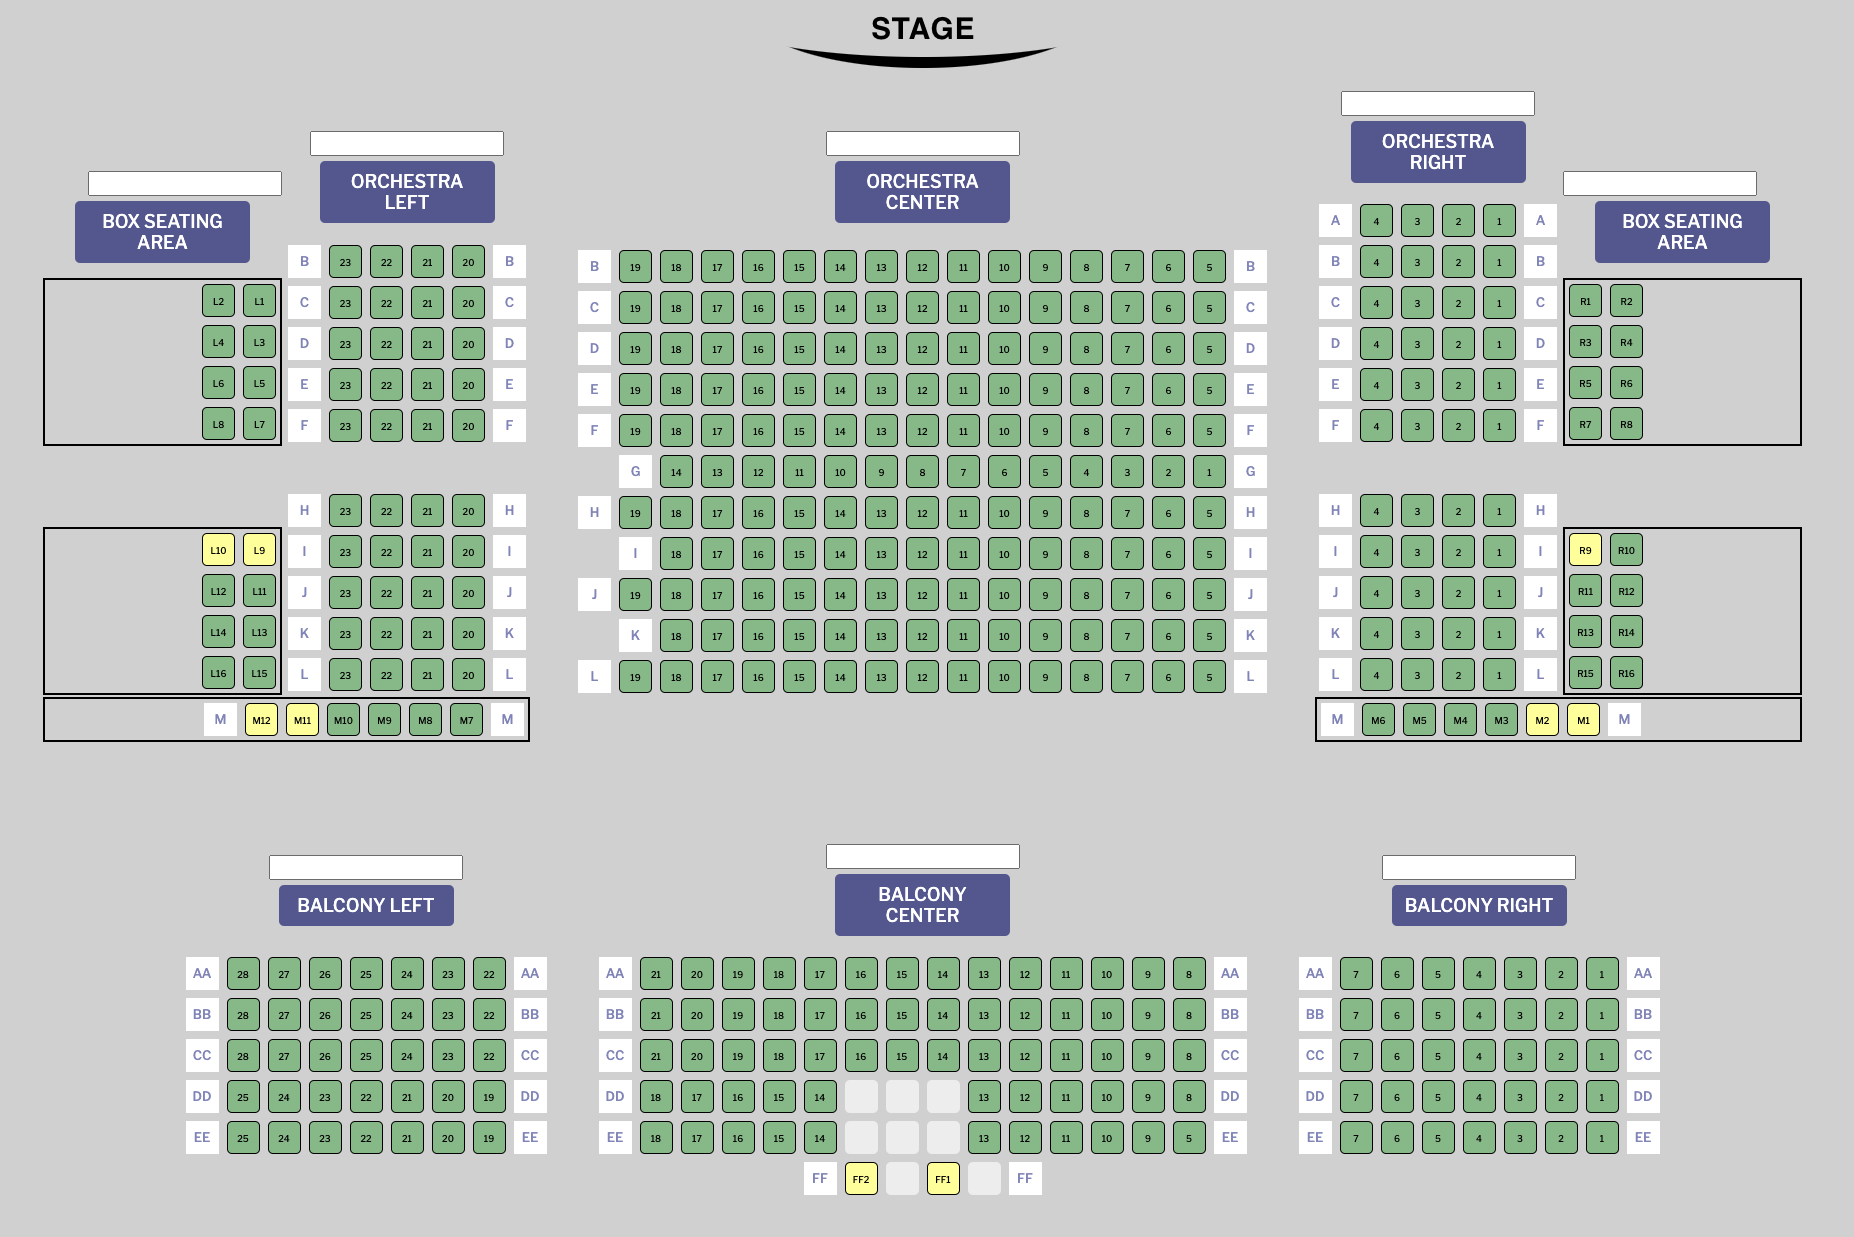 STAGE
ORCHESTRA
RIGHT
ORCHESTRA
LEFT
ORCHESTRA
CENTER
BOX SEATING
AREA
BOX SEATING
AREA
A 4 3 2 1 A
B 23 22 21 20 B B 19 18 17 16 15 14 13 12 11 10 9 8 7 6 5 B B 4 3 2 1 B
L2 L1 C 23 22 21 20 C C 19 18 17 16 15 14 13 12 11 10 9 8 7 6 5 C C 4 3 2 1 C R1 R2
L4 L3 D 23 22 21 20 D D 19 18 17 16 15 14 13 12 11 10 9 8 7 6 5 D D 4 3 2 1 D R3 R4
L6 L5 E 23 22 21 20 E E 19 18 17 16 15 14 13 12 11 10 9 8 7 6 5 E E 4 3 2 1 E R5 R6
L8 L7 F 23 22 21 20 F F 19 18 17 16 15 14 13 12 11 10 9 8 7 6 5 F F 4 3 2 1 F R7 R8
G 14 13 12 11 10 9 8 7 6 5 4 3 2 1 G
H 23 22 21 20 H H 19 18 17 16 15 14 13 12 11 10 9 8 7 6 5 H H 4 3 2 1 H
L10 L9 I 23 22 21 20 I I 18 17 16 15 14 13 12 11 10 9 8 7 6 5 I I 4 3 2 1 I R9 R10
L12 L11 J 23 22 21 20 J J 19 18 17 16 15 14 13 12 11 10 9 8 7 6 5 J J 4 3 2 1 J R11 R12
L14 L13 K 23 22 21 20 K K 18 17 16 15 14 13 12 11 10 9 8 7 6 5 K K 4 3 2 1 K R13 R14
L16 L15 L 23 22 21 20 L L 19 18 17 16 15 14 13 12 11 10 9 8 7 6 5 L L 4 3 2 1 L R15 R16
M M12 M11 M10 M9 M8 M7 M M M6 M5 M4 M3 M2 M1 M
BALCONY LEFT
BALCONY
CENTER
BALCONY RIGHT
AA 28 27 26 25 24 23 22 AA AA 21 20 19 18 17 16 15 14 13 12 11 10 9 8 AA AA 7 6 5 4 3 2 1 AA
BB 28 27 26 25 24 23 22 BB BB 21 20 19 18 17 16 15 14 13 12 11 10 9 8 BB BB 7 6 5 4 3 2 1 BB
CC 28 27 26 25 24 23 22 CC CC 21 20 19 18 17 16 15 14 13 12 11 10 9 8 CC CC 7 6 5 4 3 2 1 CC
DD 25 24 23 22 21 20 19 DD DD 18 17 16 15 14 13 12 11 10 9 8 DD DD 7 6 5 4 3 2 1 DD
EE 25 24 23 22 21 20 19 EE EE 18 17 16 15 14 13 12 11 10 9 5 EE EE 7 6 5 4 3 2 1 EE
FF FF2 FF1 FF